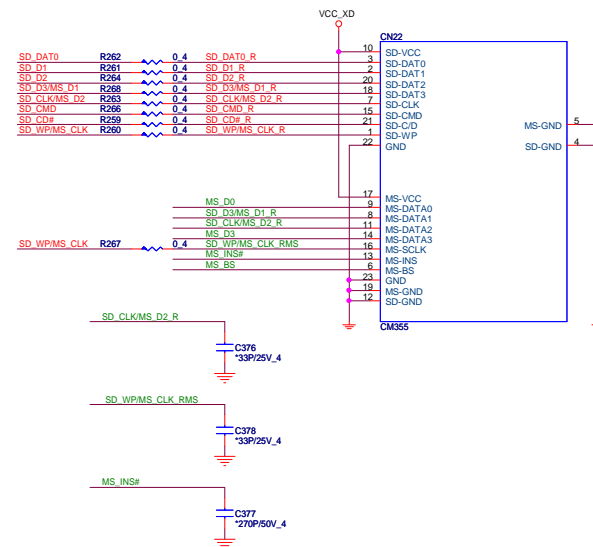 VCC_XD
CN22
SD_DAT0 R262 0_4 SD_DAT0_R 10 SD-VCC
SD_D1 R261 0_4 SD_D1_R 3 SD-DAT0
SD_D2 R264 0_4 SD_D2_R 2 SD-DAT1
SD_D3/MS_D1 R268 0_4 SD_D3/MS_D1_R 20 SD-DAT2
SD_CLK/MS_D2 R263 0_4 SD_CLK/MS_D2_R 18 SD-DAT3
SD_CMD R266 0_4 SD_CMD_R 7 SD-CLK
SD_CD# R259 0_4 SD_CD#_R 15 SD-CMD
SD_WP/MS_CLK R260 0_4 SD_WP/MS_CLK_R 21 SD-C/D
1 SD-WP
22 GND
MS-GND 5
SD-GND 4
17 MS-VCC
MS_D0 9 MS-DATA0
SD_D3/MS_D1_R 8 MS-DATA1
SD_CLK/MS_D2_R 11 MS-DATA2
MS_D3 14 MS-DATA3
SD_WP/MS_CLK R267 0_4 SD_WP/MS_CLK_RMS 16 MS-SCLK
MS_INS# 13 MS-INS
MS_BS 6 MS-BS
23 GND
19 MS-GND
12 SD-GND
CM355
SD_CLK/MS_D2_R
C376
*33P/25V_4
SD_WP/MS_CLK_RMS
C378
*33P/25V_4
MS_INS#
C377
*270P/50V_4